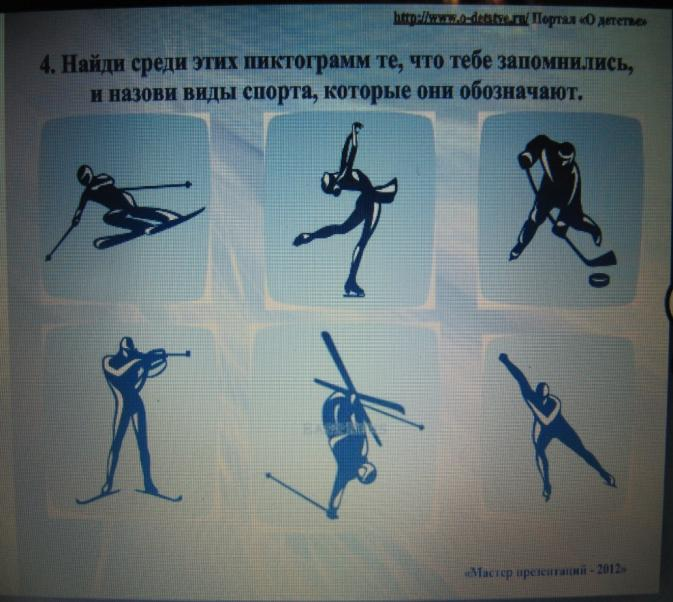 http://www.o-detstve.ru/ Портал «О детстве»
4. Найди среди этих пиктограмм те, что тебе запомнились,
и назови виды спорта, которые они обозначают.
«Мастер презентаций - 2012»